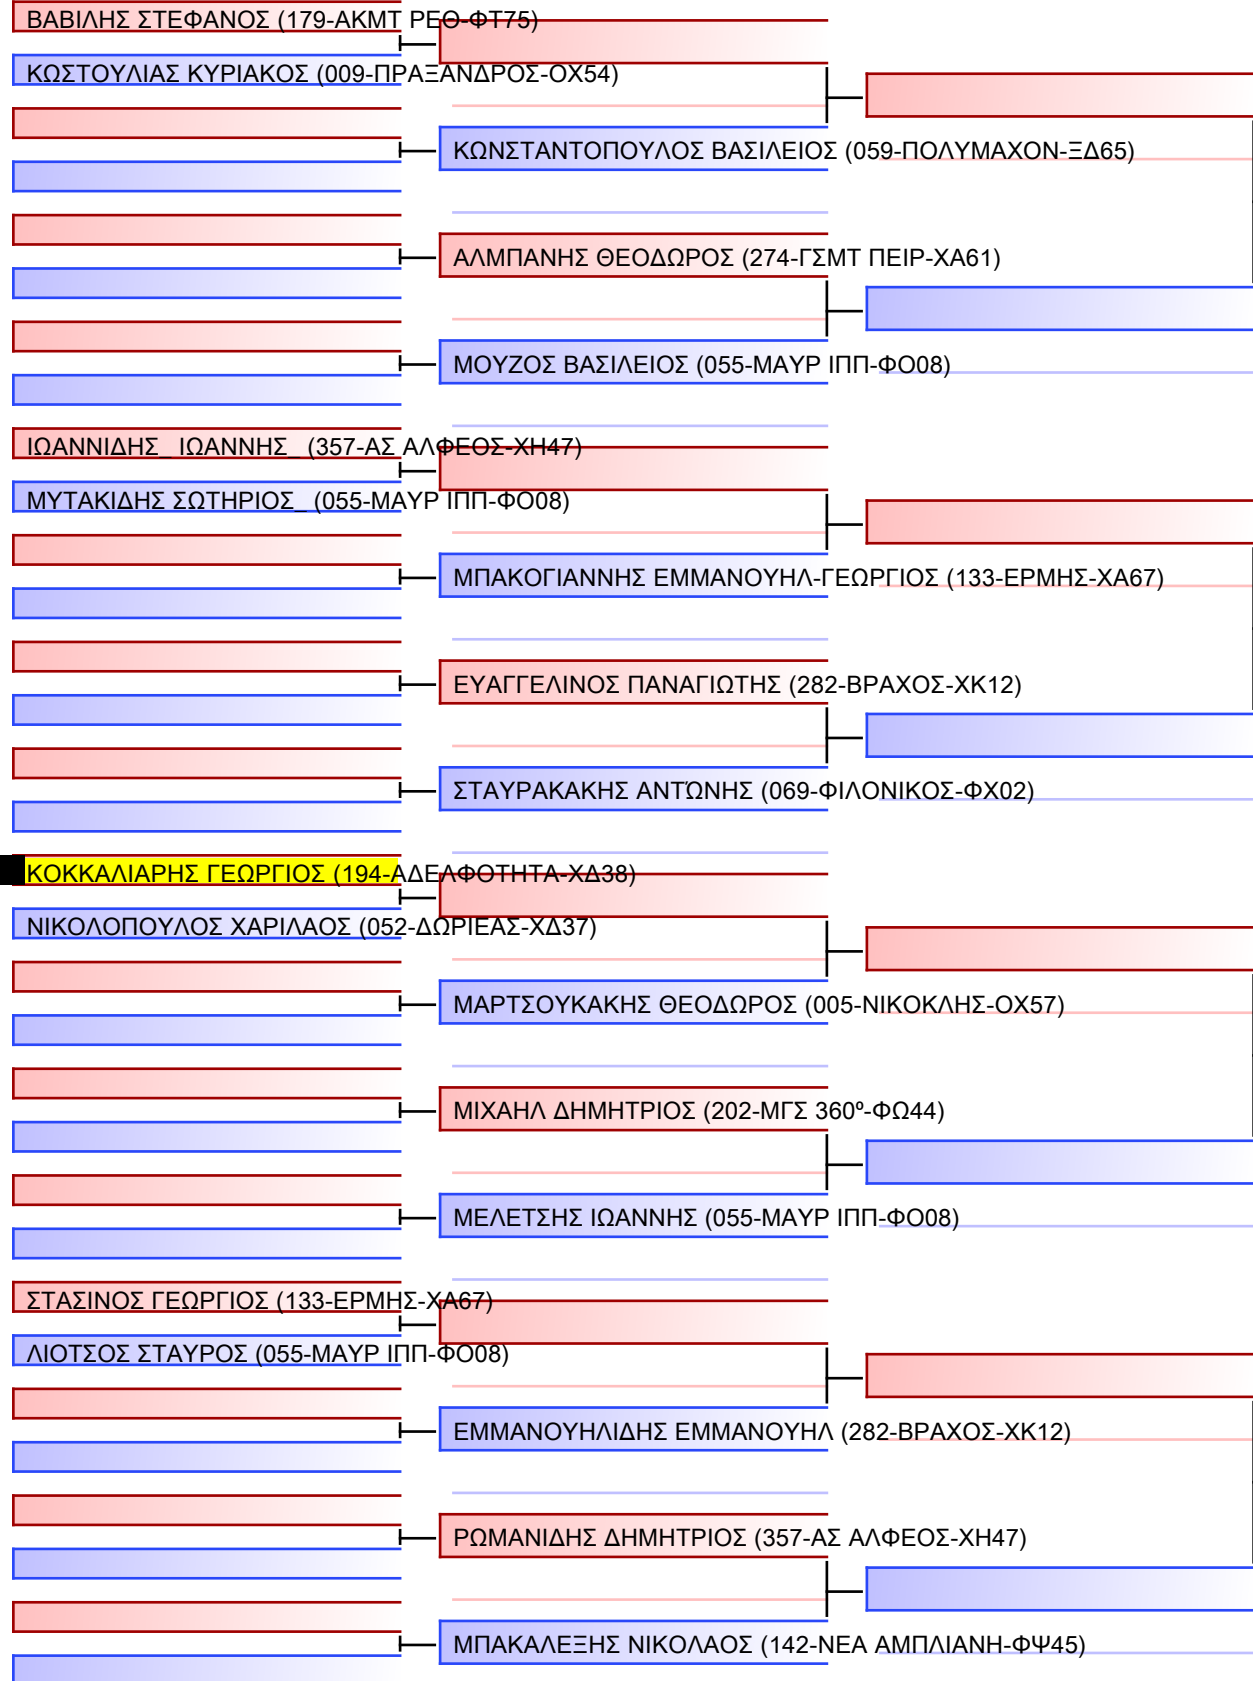 ΒΑΒΙΛΗΣ ΣΤΕΦΑΝΟΣ (179-ΑΚΜΤ ΡΕΘ-ΦΤ75)
ΚΩΣΤΟΥΛΙΑΣ ΚΥΡΙΑΚΟΣ (009-ΠΡΑΞΑΝΔΡΟΣ-ΟΧ54)
ΚΩΝΣΤΑΝΤΟΠΟΥΛΟΣ ΒΑΣΙΛΕΙΟΣ (059-ΠΟΛΥΜΑΧΟΝ-ΞΔ65)
ΑΛΜΠΑΝΗΣ ΘΕΟΔΩΡΟΣ (274-ΓΣΜΤ ΠΕΙΡ-ΧΑ61)
ΜΟΥΖΟΣ ΒΑΣΙΛΕΙΟΣ (055-ΜΑΥΡ ΙΠΠ-ΦΟ08)
ΙΩΑΝΝΙΔΗΣ_ ΙΩΑΝΝΗΣ_ (357-ΑΣ ΑΛΦΕΟΣ-ΧΗ47)
ΜΥΤΑΚΙΔΗΣ ΣΩΤΗΡΙΟΣ_ (055-ΜΑΥΡ ΙΠΠ-ΦΟ08)
ΜΠΑΚΟΓΙΑΝΝΗΣ ΕΜΜΑΝΟΥΗΛ-ΓΕΩΡΓΙΟΣ (133-ΕΡΜΗΣ-ΧΑ67)
ΕΥΑΓΓΕΛΙΝΟΣ ΠΑΝΑΓΙΩΤΗΣ (282-ΒΡΑΧΟΣ-ΧΚ12)
ΣΤΑΥΡΑΚΑΚΗΣ ΑΝΤΏΝΗΣ (069-ΦΙΛΟΝΙΚΟΣ-ΦΧ02)
ΚΟΚΚΑΛΙΑΡΗΣ ΓΕΩΡΓΙΟΣ (194-ΑΔΕΛΦΟΤΗΤΑ-ΧΔ38)
ΝΙΚΟΛΟΠΟΥΛΟΣ ΧΑΡΙΛΑΟΣ (052-ΔΩΡΙΕΑΣ-ΧΔ37)
ΜΑΡΤΣΟΥΚΑΚΗΣ ΘΕΟΔΩΡΟΣ (005-ΝΙΚΟΚΛΗΣ-ΟΧ57)
ΜΙΧΑΗΛ ΔΗΜΗΤΡΙΟΣ (202-ΜΓΣ 360º-ΦΩ44)
ΜΕΛΕΤΣΗΣ ΙΩΑΝΝΗΣ (055-ΜΑΥΡ ΙΠΠ-ΦΟ08)
ΣΤΑΣΙΝΟΣ ΓΕΩΡΓΙΟΣ (133-ΕΡΜΗΣ-ΧΑ67)
ΛΙΟΤΣΟΣ ΣΤΑΥΡΟΣ (055-ΜΑΥΡ ΙΠΠ-ΦΟ08)
ΕΜΜΑΝΟΥΗΛΙΔΗΣ ΕΜΜΑΝΟΥΗΛ (282-ΒΡΑΧΟΣ-ΧΚ12)
ΡΩΜΑΝΙΔΗΣ ΔΗΜΗΤΡΙΟΣ (357-ΑΣ ΑΛΦΕΟΣ-ΧΗ47)
ΜΠΑΚΑΛΕΞΗΣ ΝΙΚΟΛΑΟΣ (142-ΝΕΑ ΑΜΠΛΙΑΝΗ-ΦΨ45)